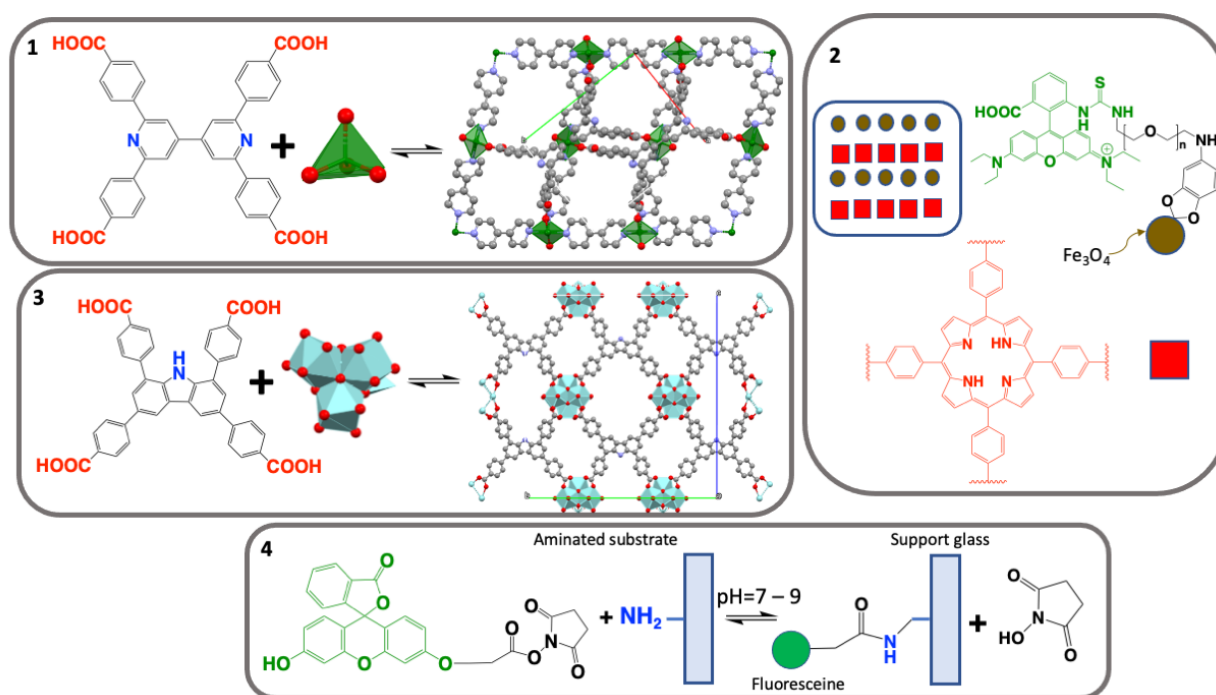 1
HOOC COOH
N N
HOOC COOH
+
2
HOOC
S
N H NH
O n
N O N+
NH
O O
Fe3O4
N HN
NH N
3
HOOC COOH
H
N
+
HOOC COOH
4
Aminated substrate Support glass
O
O
HO O O O O N O O
+ NH2
pH=7 – 9
O
N H
Fluoresceine
+
O
N
HO O